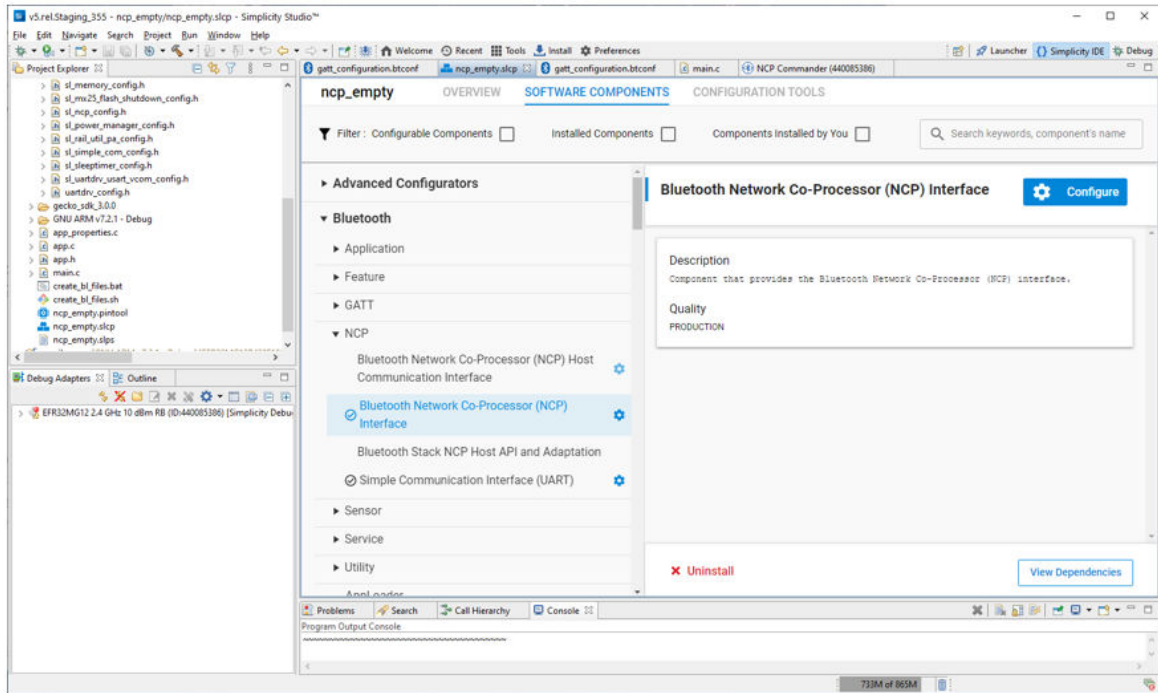 v5.rel.Staging_355 - ncp_empty/ncp_empty.slcp - Simplicity Studio™
File Edit Navigate Search Project Run Window Help
Welcome Recent Tools Install Preferences
Launcher Simplicity IDE Debug
Project Explorer
sl_memory_config.h
sl_mx25_flash_shutdown_config.h
sl_ncp_config.h
sl_power_manager_config.h
sl_rail_util_pa_config.h
sl_simple_com_config.h
sl_sleeptimer_config.h
sl_uartdrv_usart_vcom_config.h
uartdrv_config.h
gecko_sdk_3.0.0
GNU ARM v7.2.1 - Debug
app_properties.c
app.c
app.h
main.c
create_bl_files.bat
create_bl_files.sh
ncp_empty.pintool
ncp_empty.slcp
ncp_empty.slps
Debug Adapters Outline
EFR32MG12 2.4 GHz 10 dBm RB (ID:440085386) [Simplicity Debu
gatt_configuration.btconf ncp_empty.slcp gatt_configuration.btconf main.c NCP Commander (440085386)
ncp_empty OVERVIEW SOFTWARE COMPONENTS CONFIGURATION TOOLS
Filter : Configurable Components Installed Components Components Installed by You Search keywords, component's name
Advanced Configurators
Bluetooth
Application
Feature
GATT
NCP
Bluetooth Network Co-Processor (NCP) Host
Communication Interface
Bluetooth Network Co-Processor (NCP)
Interface
Bluetooth Stack NCP Host API and Adaptation
Simple Communication Interface (UART)
Sensor
Service
Utility
AppLoader
Bluetooth Network Co-Processor (NCP) Interface Configure
Description
Component that provides the Bluetooth Network Co-Processor (NCP) interface.
Quality
PRODUCTION
Uninstall View Dependencies
Problems Search Call Hierarchy Console
Program Output Console
~~~~~~~~~~~~~~~~~~~~~~~~~~~~~~~~~~~~~~~~~
733M of 865M